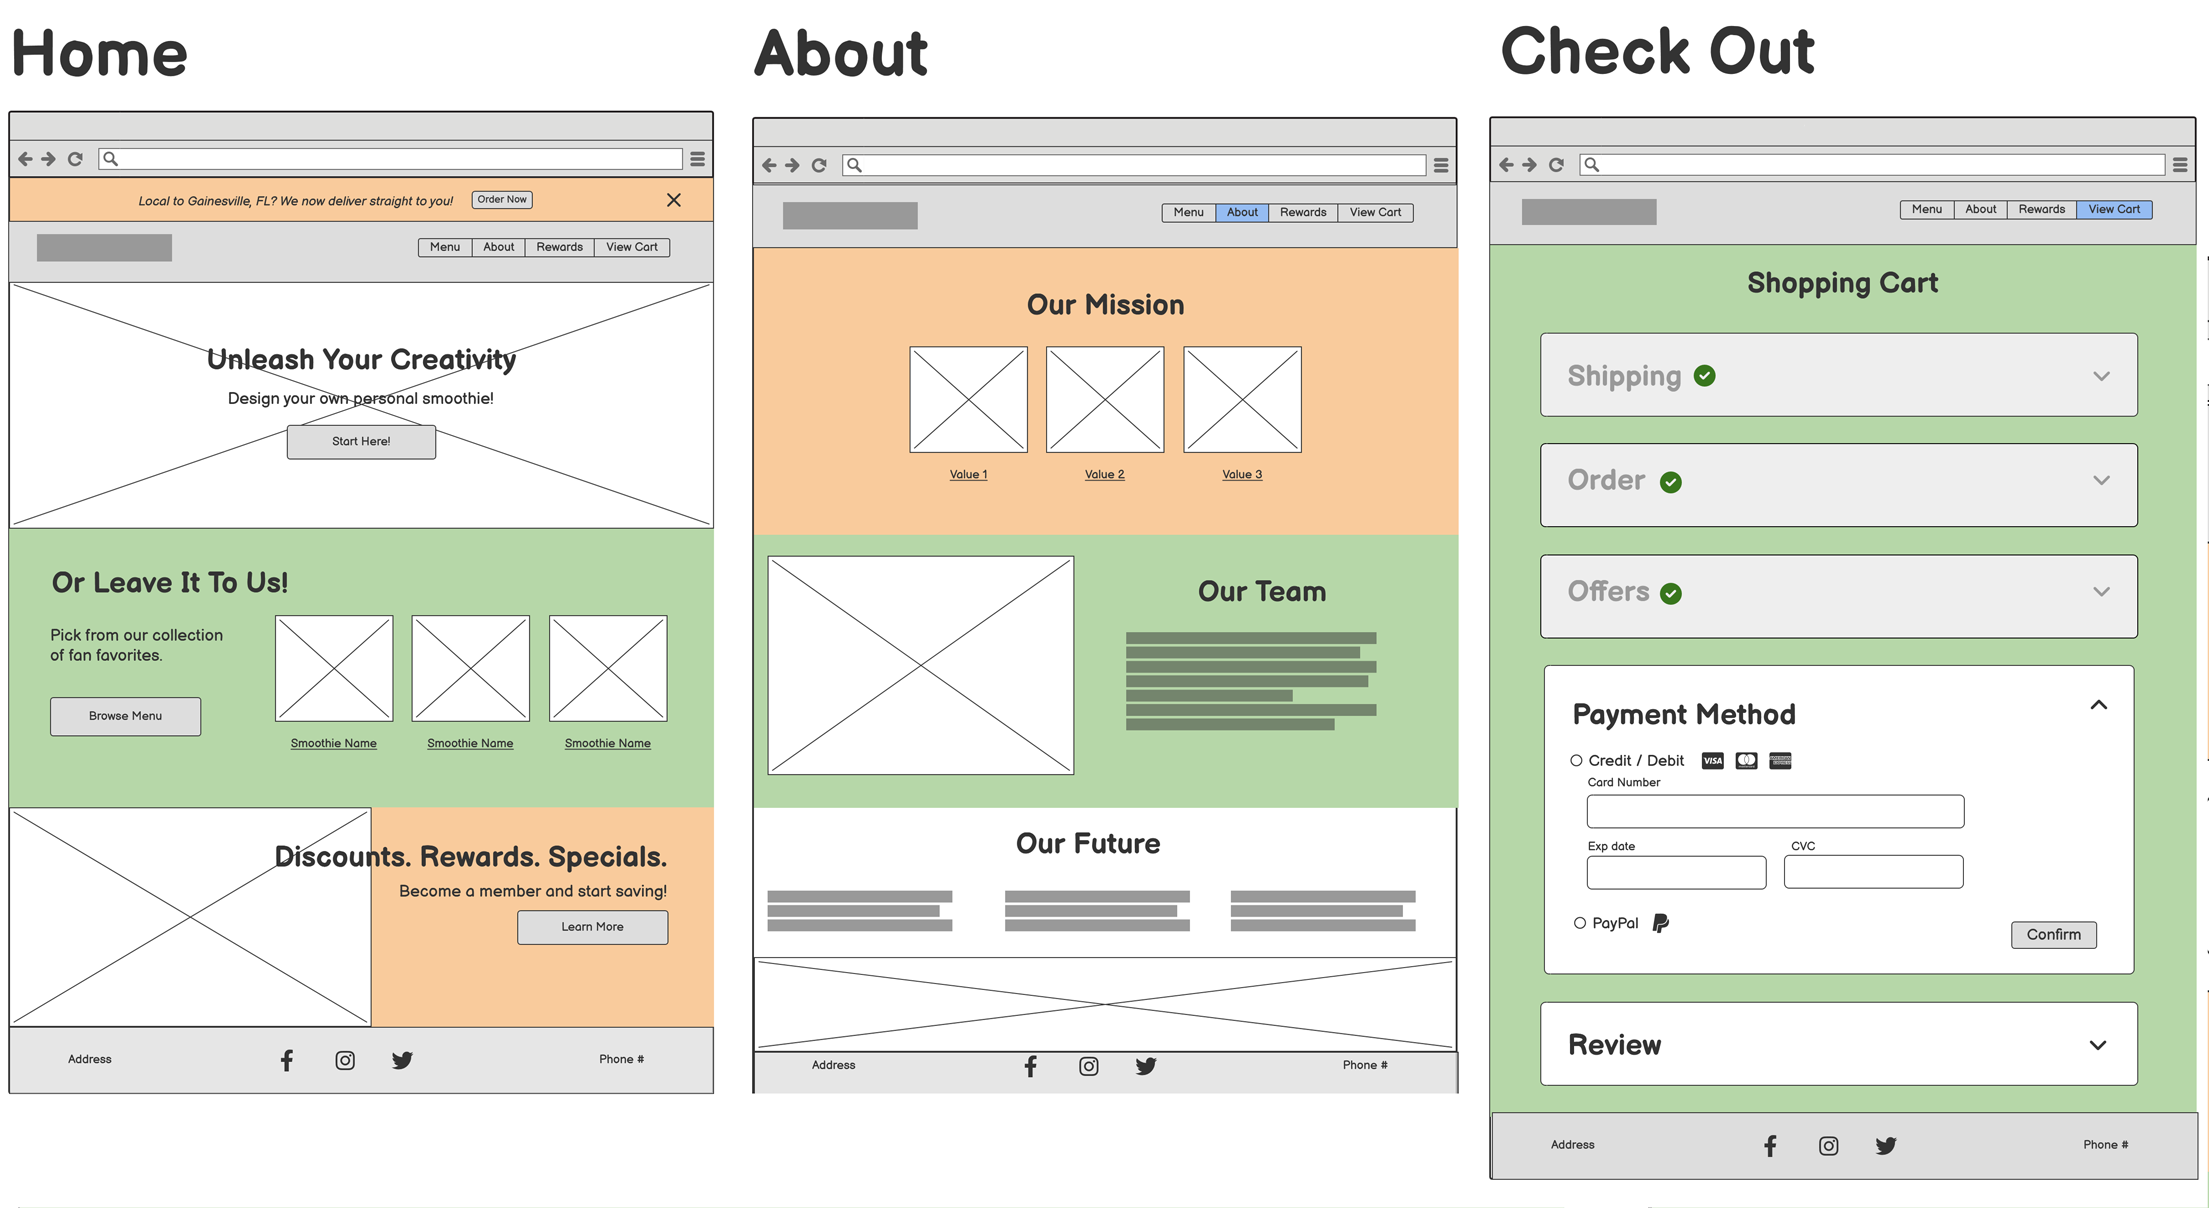 Home
Local to Gainesville, FL? We now deliver straight to you!
Order Now
Menu
About
Rewards
View Cart
Unleash Your Creativity
Design your own personal smoothie!
Start Here!
Or Leave It To Us!
Pick from our collection
of fan favorites.
Browse Menu
Smoothie Name
Smoothie Name
Smoothie Name
Discounts. Rewards. Specials.
Become a member and start saving!
Learn More
Address
Phone #
About
Menu
About
Rewards
View Cart
Our Mission
Value 1
Value 2
Value 3
Our Team
Our Future
Address
Phone #
Check Out
Menu
About
Rewards
View Cart
Shopping Cart
Shipping
Order
Offers
Payment Method
Credit / Debit
VISA
Card Number
Exp date
CVC
PayPal
Confirm
Review
Address
Phone #